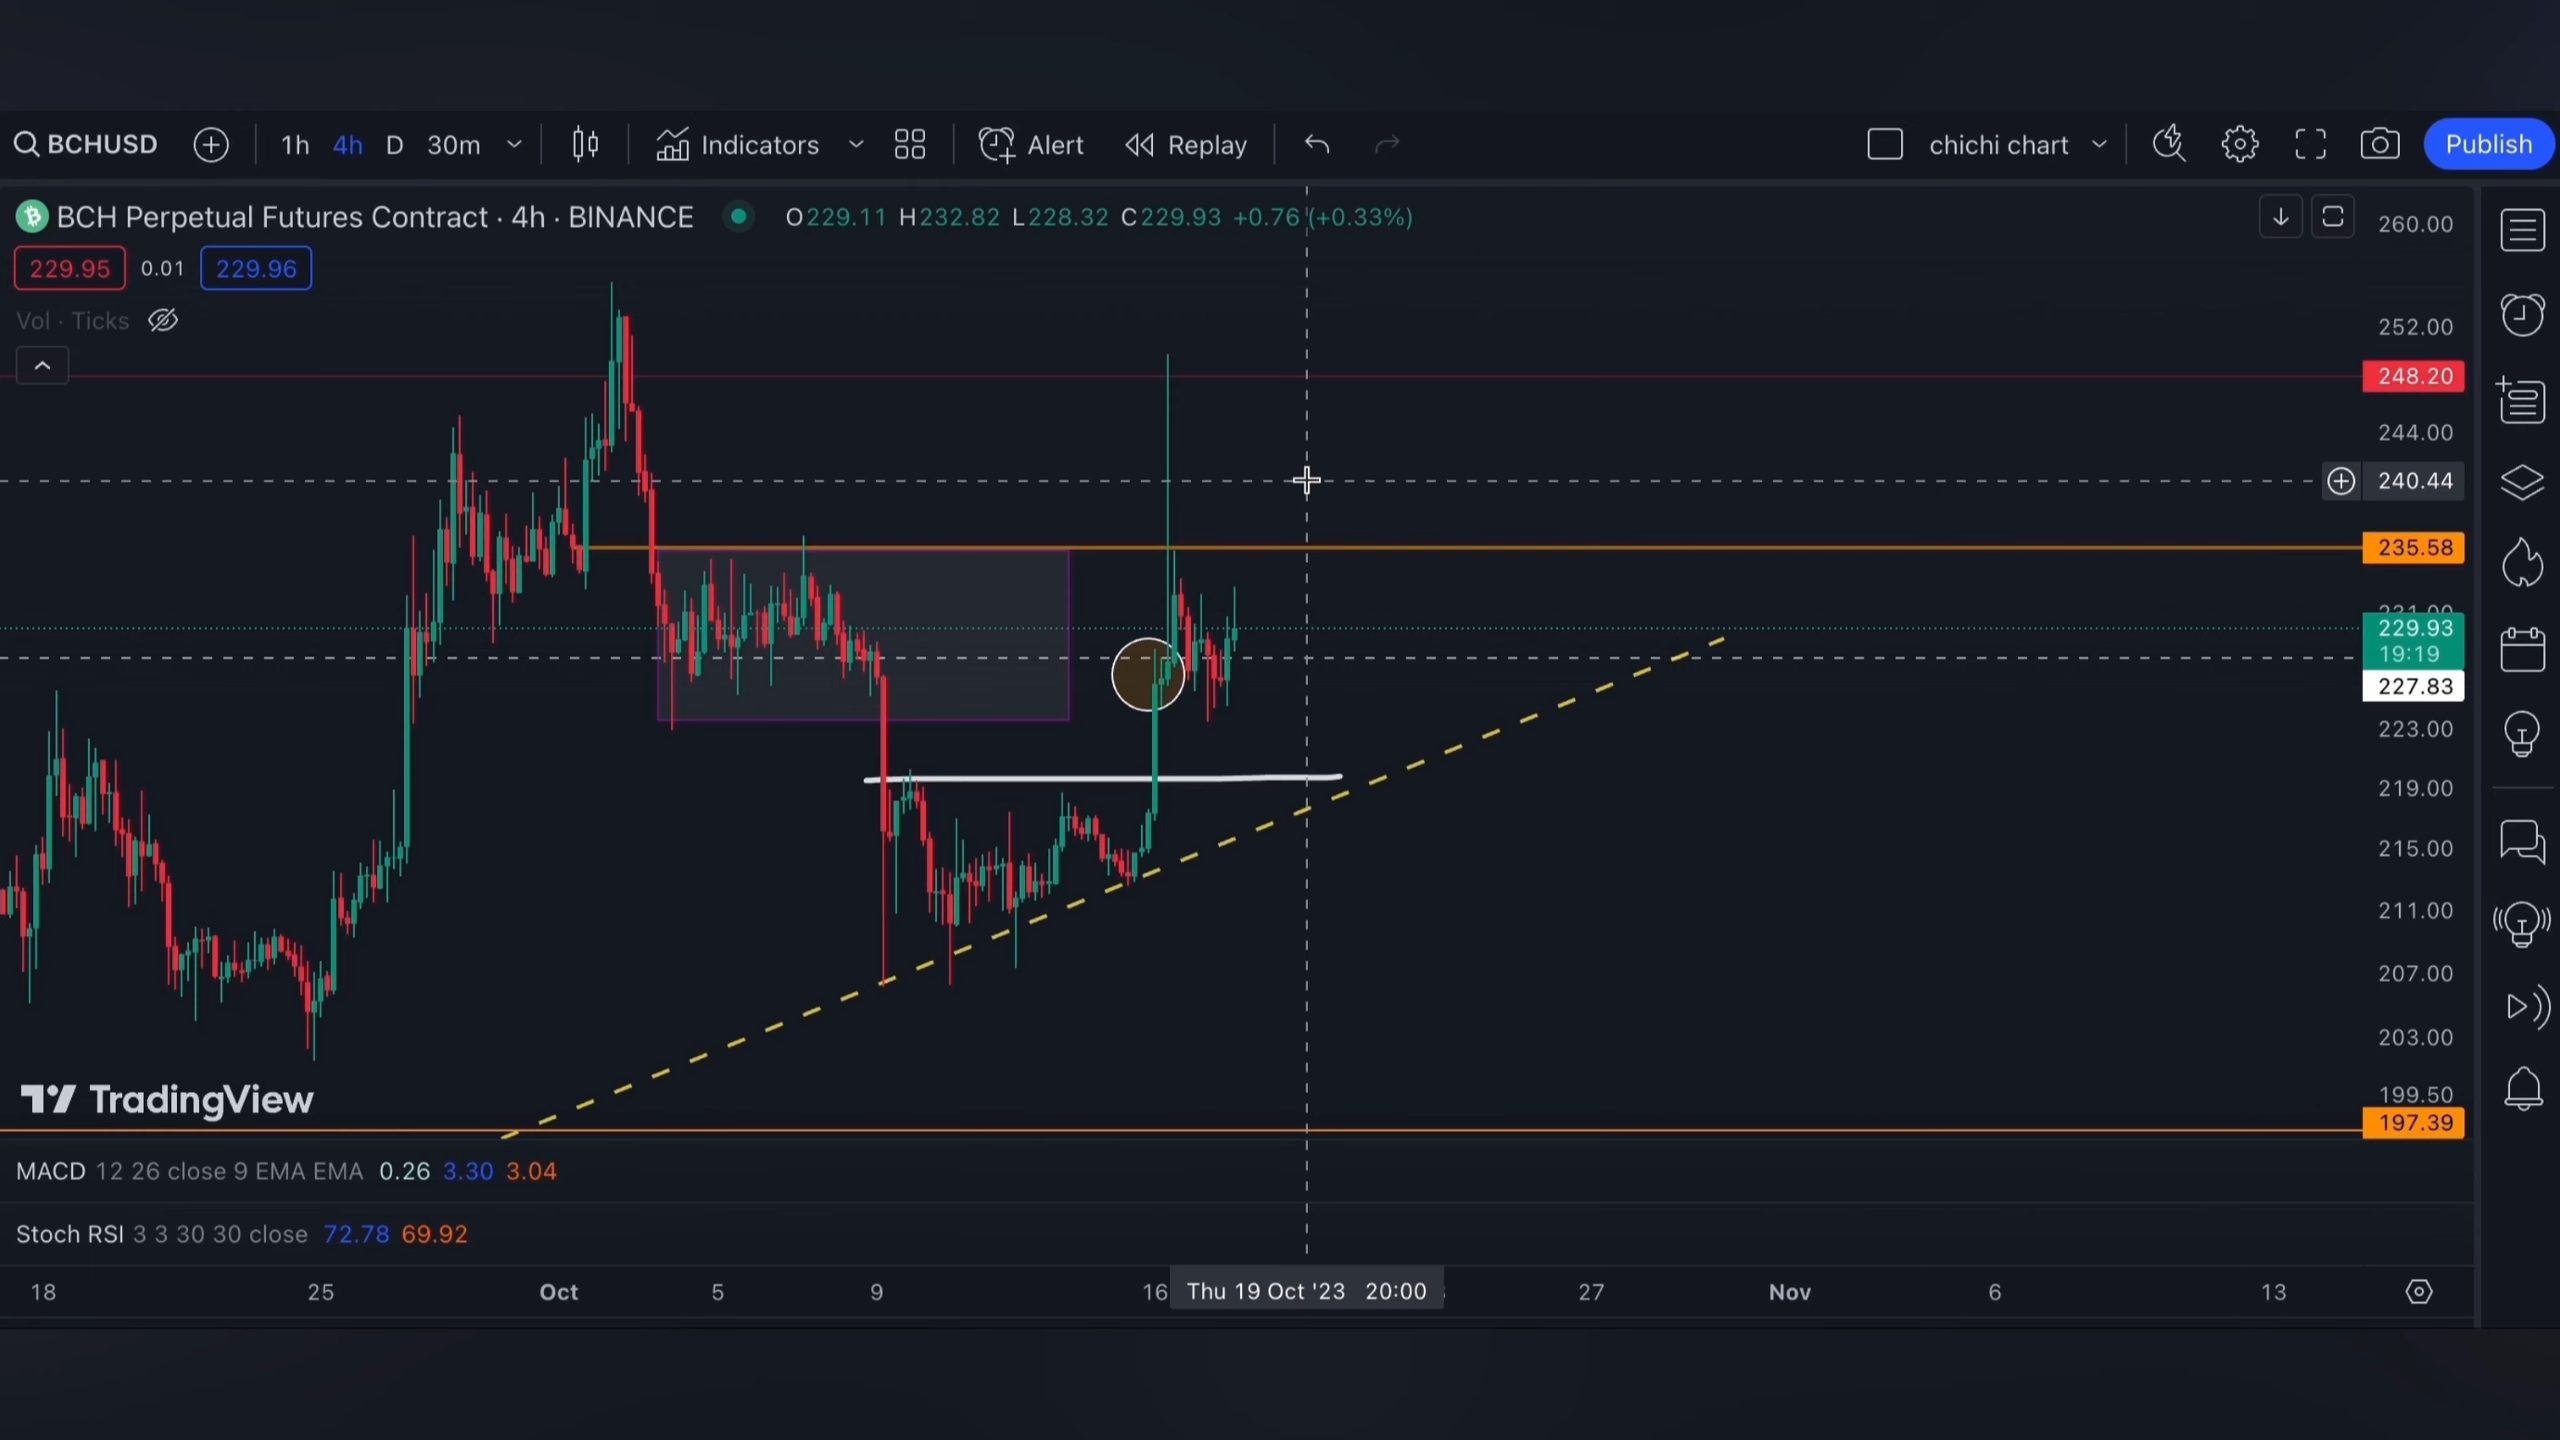 BCHUSD 1h 4h D 30m Indicators Alert Replay chichi chart Publish
BCH Perpetual Futures Contract · 4h · BINANCE O229.11 H232.82 L228.32 C229.93 +0.76 (+0.33%)
229.95 0.01 229.96
Vol · Ticks
260.00
252.00
248.20
244.00
240.44
235.58
231.00
229.93
19:19
227.83
223.00
219.00
215.00
211.00
207.00
203.00
199.50
197.39
TradingView
MACD 12 26 close 9 EMA EMA 0.26 3.30 3.04
Stoch RSI 3 3 30 30 close 72.78 69.92
18 25 Oct 5 9 16 Thu 19 Oct '23 20:00 27 Nov 6 13